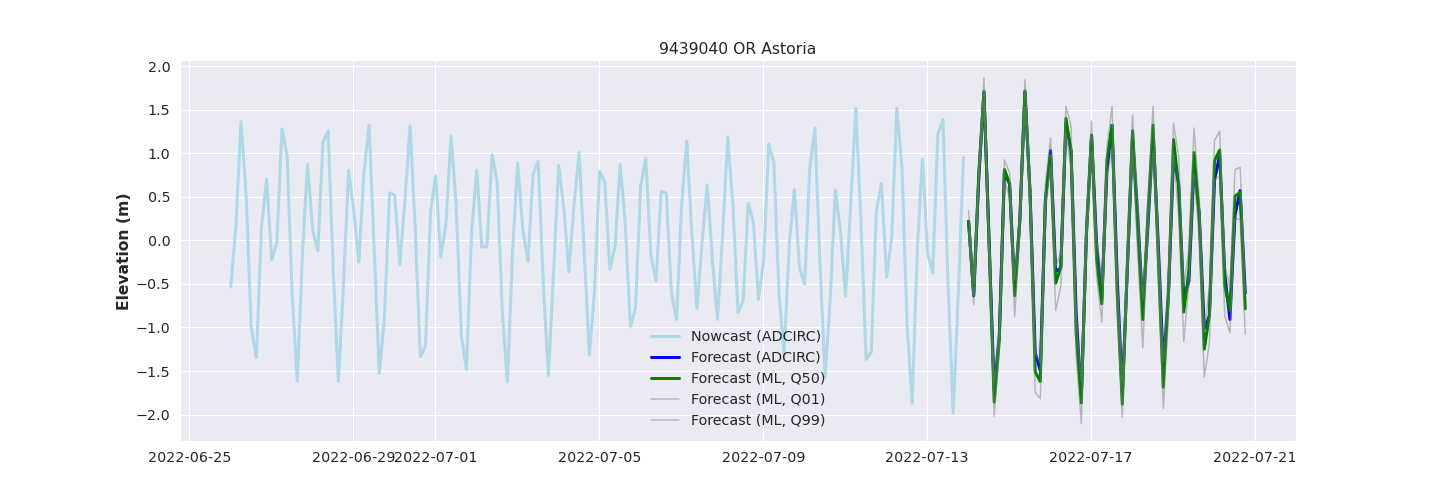 9439040 OR Astoria
Elevation (m)
2.0
1.5
1.0
0.5
0.0
−0.5
−1.0
−1.5
−2.0
Nowcast (ADCIRC)
Forecast (ADCIRC)
Forecast (ML, Q50)
Forecast (ML, Q01)
Forecast (ML, Q99)
2022-06-25 2022-06-29 2022-07-01 2022-07-05 2022-07-09 2022-07-13 2022-07-17 2022-07-21